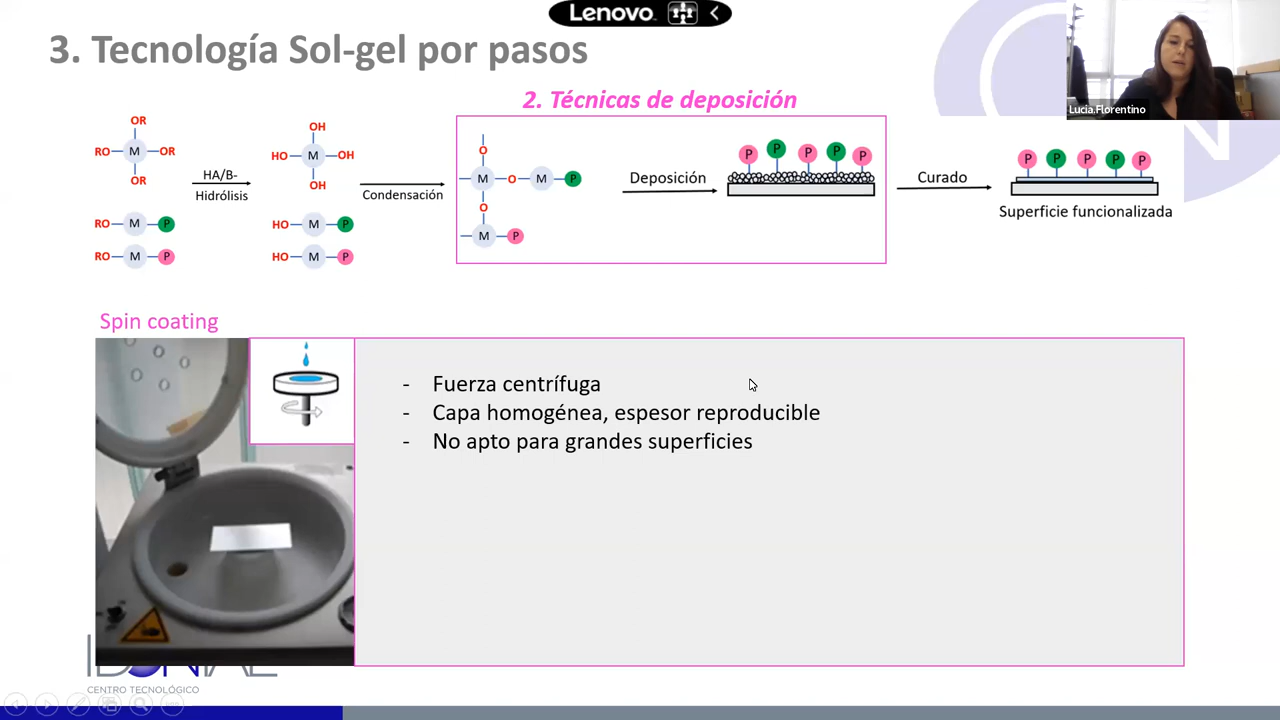 Lenovo
3. Tecnología Sol-gel por pasos
Lucia.Florentino
2. Técnicas de deposición
OR
RO M OR
OR
RO M P
RO M P
HA/B-
Hidrólisis
OH
HO M OH
OH
HO M P
HO M P
Condensación
O
M O M P
O
M P
Deposición
P P P P P
Curado
P P P P P
Superficie funcionalizada
Spin coating
- Fuerza centrífuga
- Capa homogénea, espesor reproducible
- No apto para grandes superficies
CENTRO TECNOLÓGICO